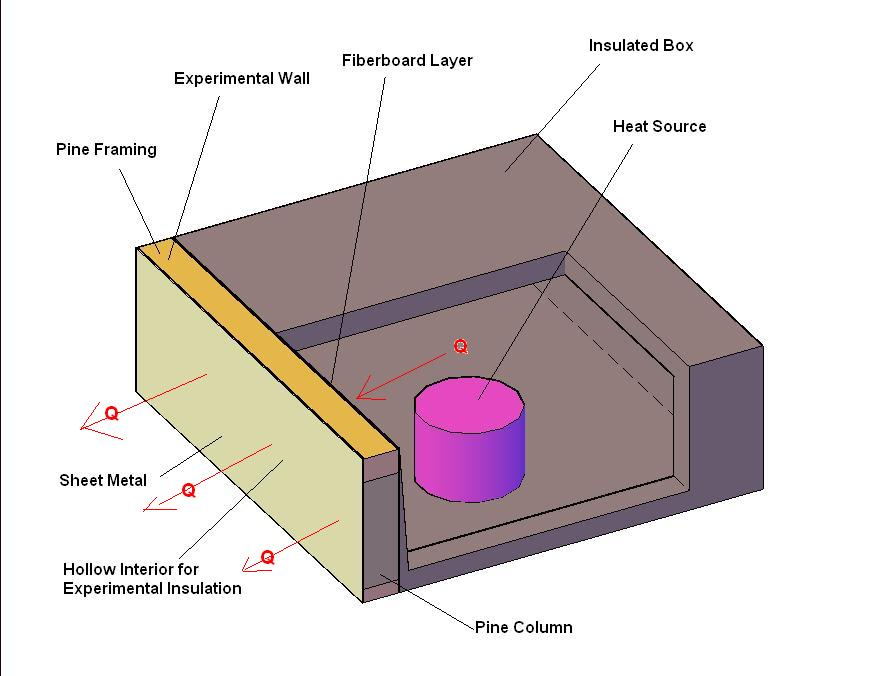 Insulated Box
Fiberboard Layer
Experimental Wall
Heat Source
Pine Framing
Q
Q
Sheet Metal
Q
Q
Hollow Interior for
Experimental Insulation
Pine Column